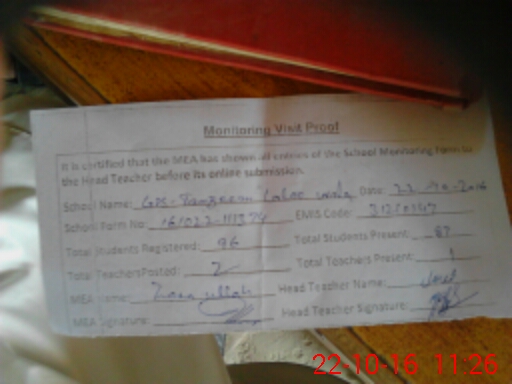 Monitoring Visit Proof
It is certified that the MEA has shown all entries of the School Monitoring Form to
the Head Teacher before its online submission.
School Name: GPS Date: 22-10-2016
School Form No: EMIS Code:
Total Students Registered: 96 Total Students Present: 87
Total Teachers Posted: 2 Total Teachers Present: 1
MEA Name: Head Teacher Name:
MEA Signature: Head Teacher Signature:
22-10-16 11:26